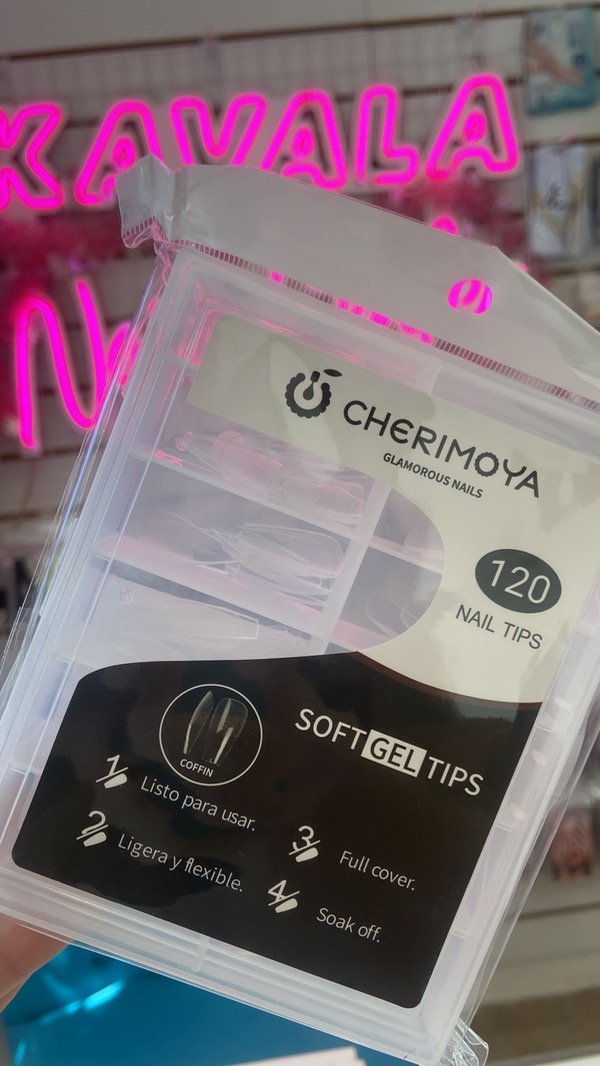 KAVALA
CHERIMOYA
GLAMOROUS NAILS
120
NAIL TIPS
COFFIN
SOFT GEL TIPS
1 Listo para usar.
2 Ligera y flexible.
3 Full cover.
4 Soak off.